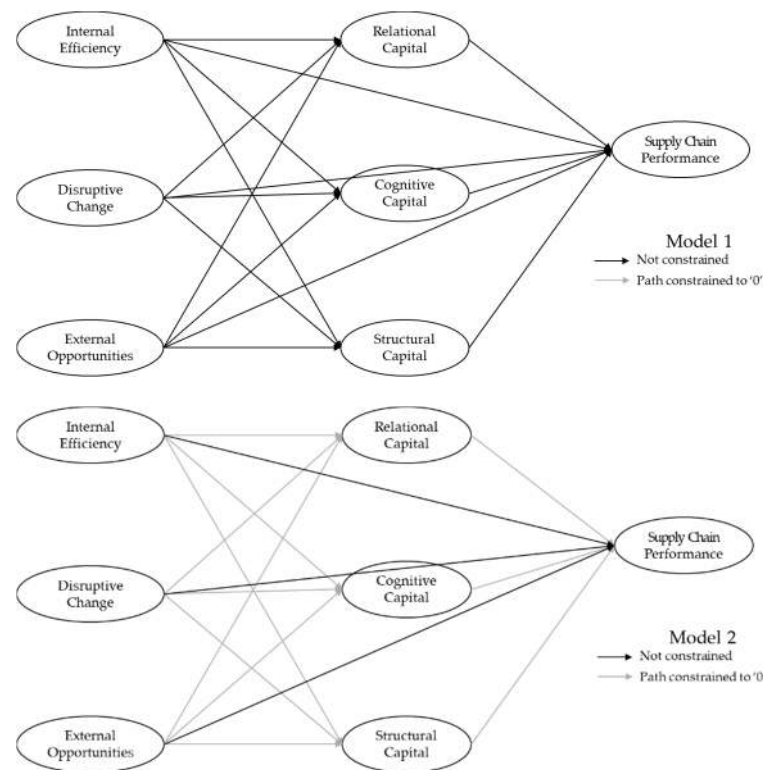 Internal
Efficiency
Relational
Capital
Supply Chain
Performance
Disruptive
Change
Cognitive
Capital
Model 1
Not constrained
Path constrained to '0'
External
Opportunities
Structural
Capital
Internal
Efficiency
Relational
Capital
Supply Chain
Performance
Disruptive
Change
Cognitive
Capital
Model 2
Not constrained
Path constrained to '0
External
Opportunities
Structural
Capital